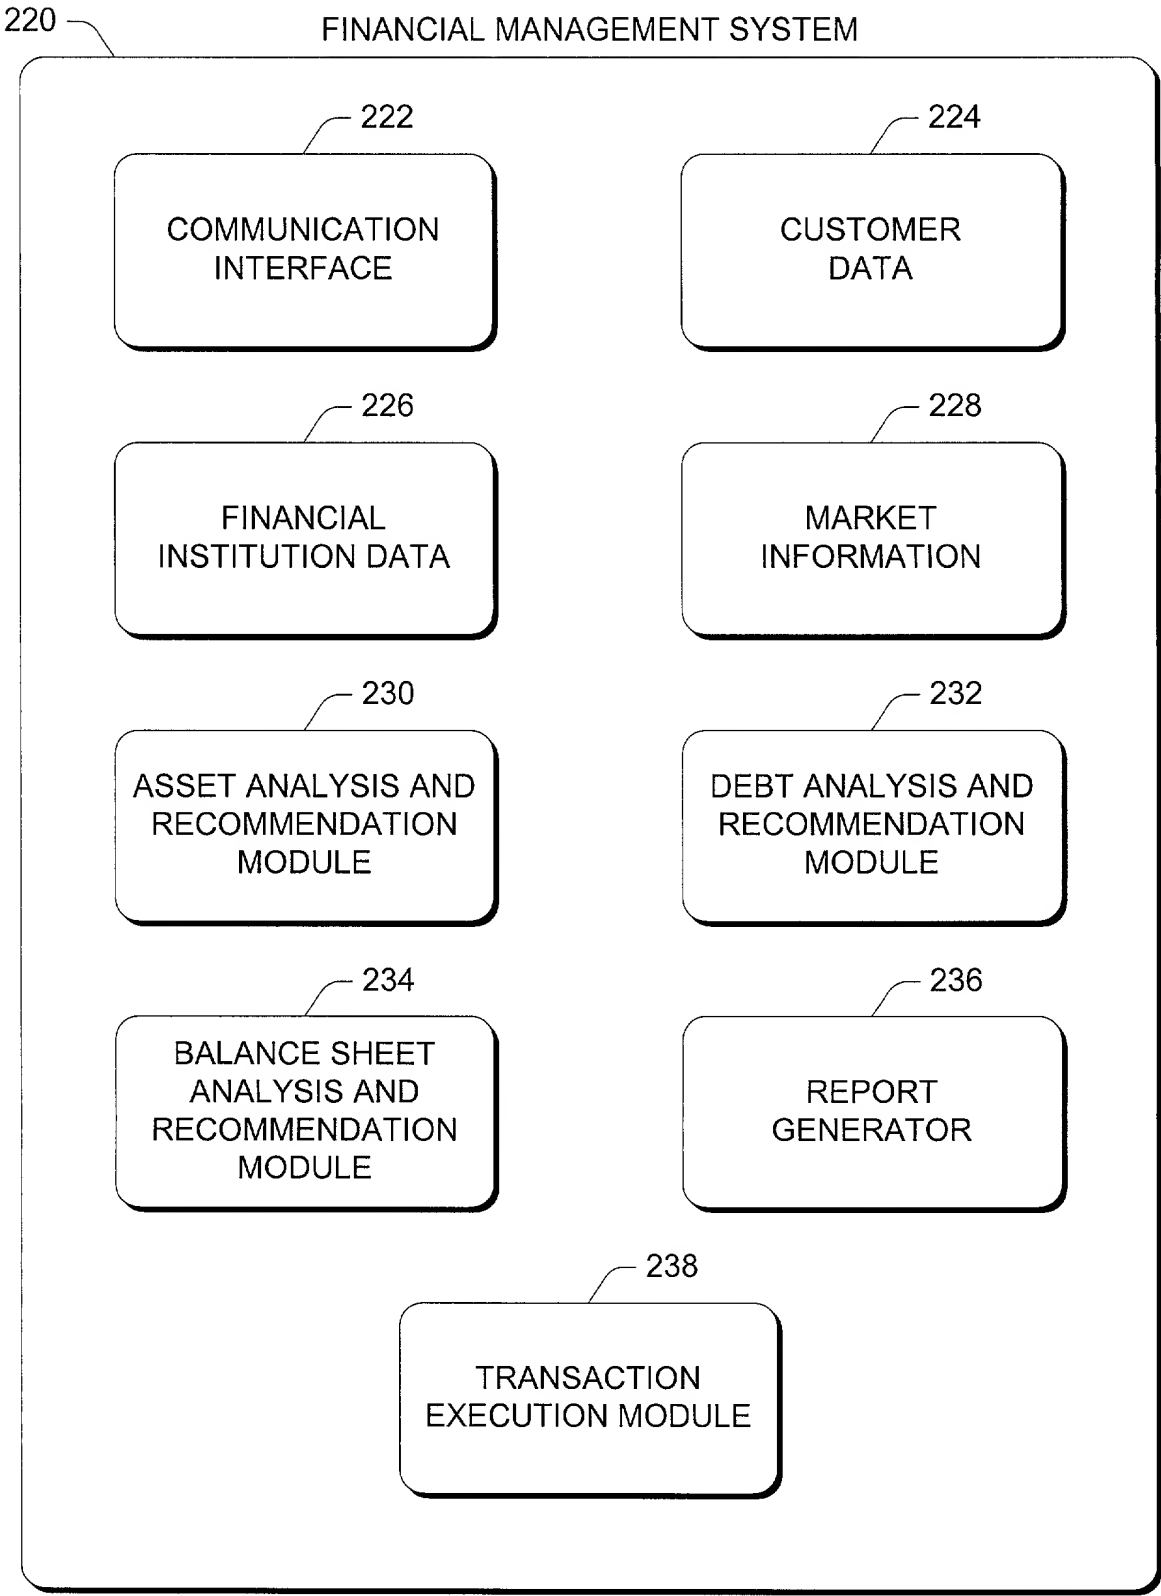 220
FINANCIAL MANAGEMENT SYSTEM
222
COMMUNICATION
INTERFACE
224
CUSTOMER
DATA
226
FINANCIAL
INSTITUTION DATA
228
MARKET
INFORMATION
230
ASSET ANALYSIS AND
RECOMMENDATION
MODULE
232
DEBT ANALYSIS AND
RECOMMENDATION
MODULE
234
BALANCE SHEET
ANALYSIS AND
RECOMMENDATION
MODULE
236
REPORT
GENERATOR
238
TRANSACTION
EXECUTION MODULE